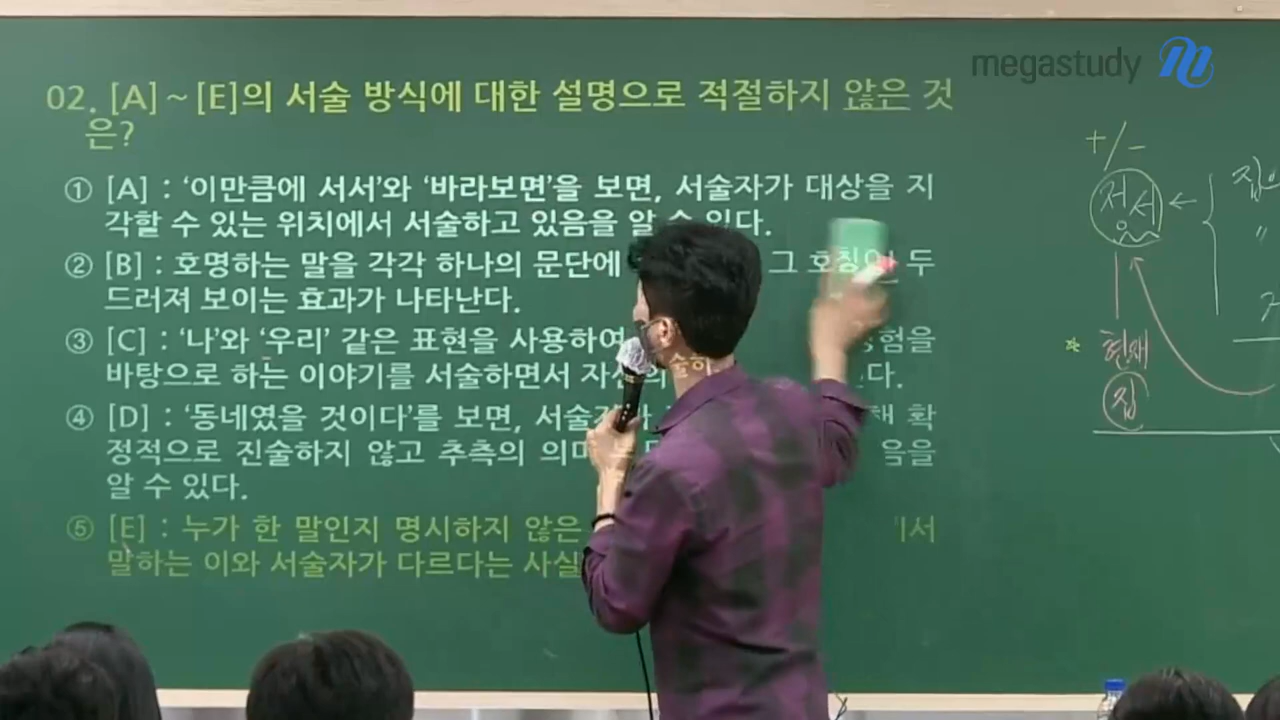 megastudy
02. [A]~[E]의 서술 방식에 대한 설명으로 적절하지 않은 것
은?
① [A] : ‘이만큼에 서서’와 ‘바라보면’을 보면, 서술자가 대상을 지
각할 수 있는 위치에서 서술하고 있음을 알 수 있다.
② [B] : 호명하는 말을 각각 하나의 문단에 그 호칭이 두
드러져 보이는 효과가 나타난다.
③ [C] : ‘나’와 ‘우리’ 같은 표현을 사용하여
바탕으로 하는 이야기를 서술하면서
④ [D] : ‘동네였을 것이다’를 보면, 확
정적으로 진술하지 않고 추측의 음을
알 수 있다.
⑤ [E] : 누가 한 말인지 명시하지 않은 서
말하는 이와 서술자가 다르다는 사실
+/-
정서
현재
집